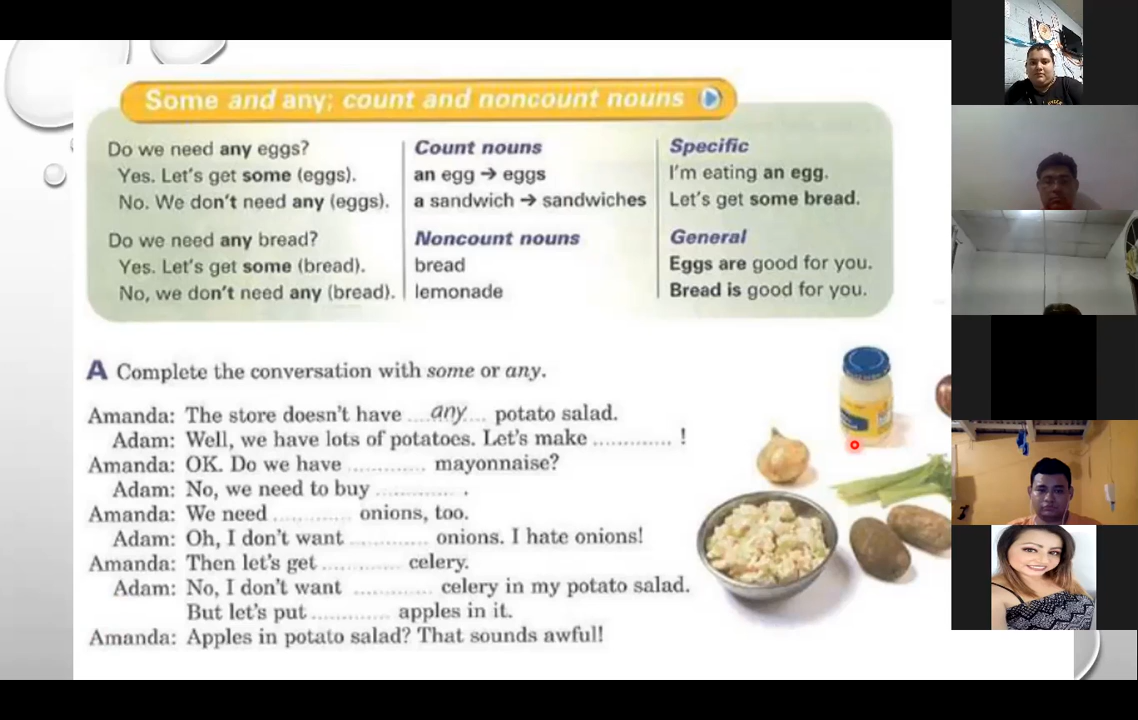 Some and any; count and noncount nouns
Do we need any eggs?
Yes. Let's get some (eggs).
No. We don't need any (eggs).
Do we need any bread?
Yes. Let's get some (bread).
No, we don't need any (bread).
Count nouns
an egg → eggs
a sandwich → sandwiches
Noncount nouns
bread
lemonade
Specific
I'm eating an egg.
Let's get some bread.
General
Eggs are good for you.
Bread is good for you.
A Complete the conversation with some or any.
Amanda: The store doesn't have ....any.... potato salad.
Adam: Well, we have lots of potatoes. Let's make ............. !
Amanda: OK. Do we have ............. mayonnaise?
Adam: No, we need to buy ............. .
Amanda: We need ............. onions, too.
Adam: Oh, I don't want ............. onions. I hate onions!
Amanda: Then let's get ............. celery.
Adam: No, I don't want ............. celery in my potato salad.
But let's put ............. apples in it.
Amanda: Apples in potato salad? That sounds awful!